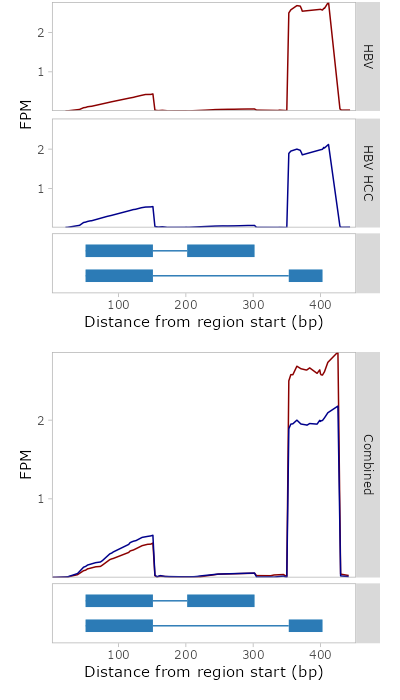 2
1
HBV
FPM
2
1
HBV HCC
100 200 300 400
Distance from region start (bp)
2
1
FPM
Combined
100 200 300 400
Distance from region start (bp)